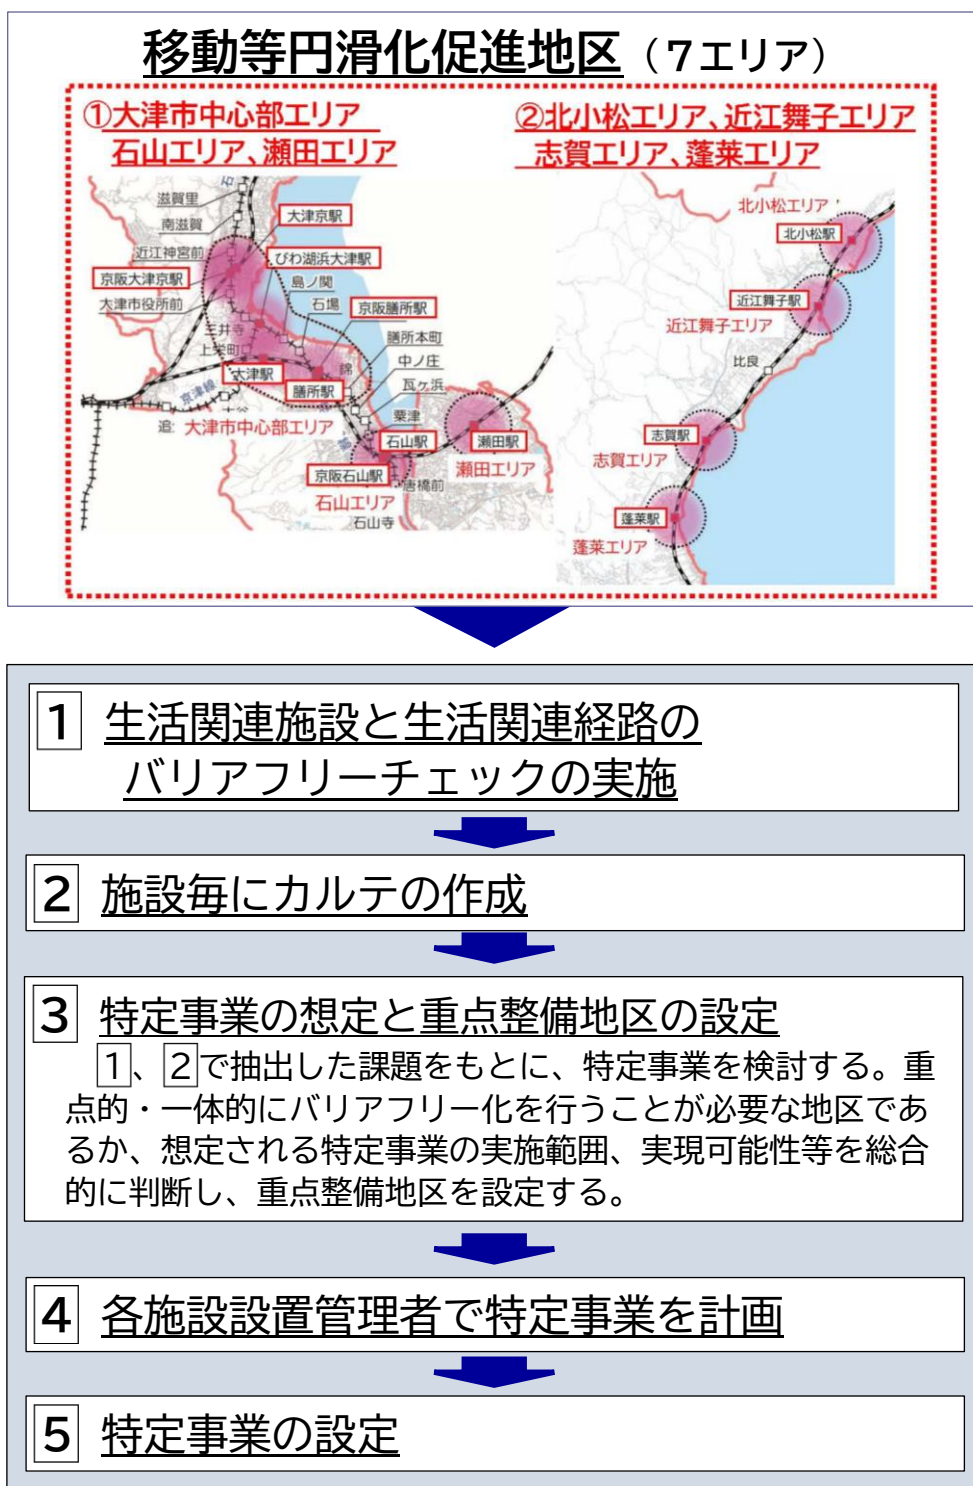 移動等円滑化促進地区（７エリア）
①大津市中心部エリア
石山エリア、瀬田エリア
②北小松エリア、近江舞子エリア
志賀エリア、蓬莱エリア
滋賀里
南滋賀
近江神宮前
京阪大津京駅
大津市役所前
三井寺
上栄町
大津京駅
びわ湖浜大津駅
島ノ関
石場
京阪膳所駅
膳所本町
中ノ庄
瓦ヶ浜
粟津
大津駅
膳所駅
錦
京津線
追
大津市中心部エリア
石山駅
京阪石山駅
唐橋前
石山エリア
石山寺
瀬田駅
瀬田エリア
北小松エリア
北小松駅
近江舞子駅
近江舞子エリア
比良
志賀駅
志賀エリア
蓬莱駅
蓬莱エリア
1 生活関連施設と生活関連経路の
バリアフリーチェックの実施
2 施設毎にカルテの作成
3 特定事業の想定と重点整備地区の設定
1、2で抽出した課題をもとに、特定事業を検討する。重
点的・一体的にバリアフリー化を行うことが必要な地区であ
るか、想定される特定事業の実施範囲、実現可能性等を総合
的に判断し、重点整備地区を設定する。
4 各施設設置管理者で特定事業を計画
5 特定事業の設定